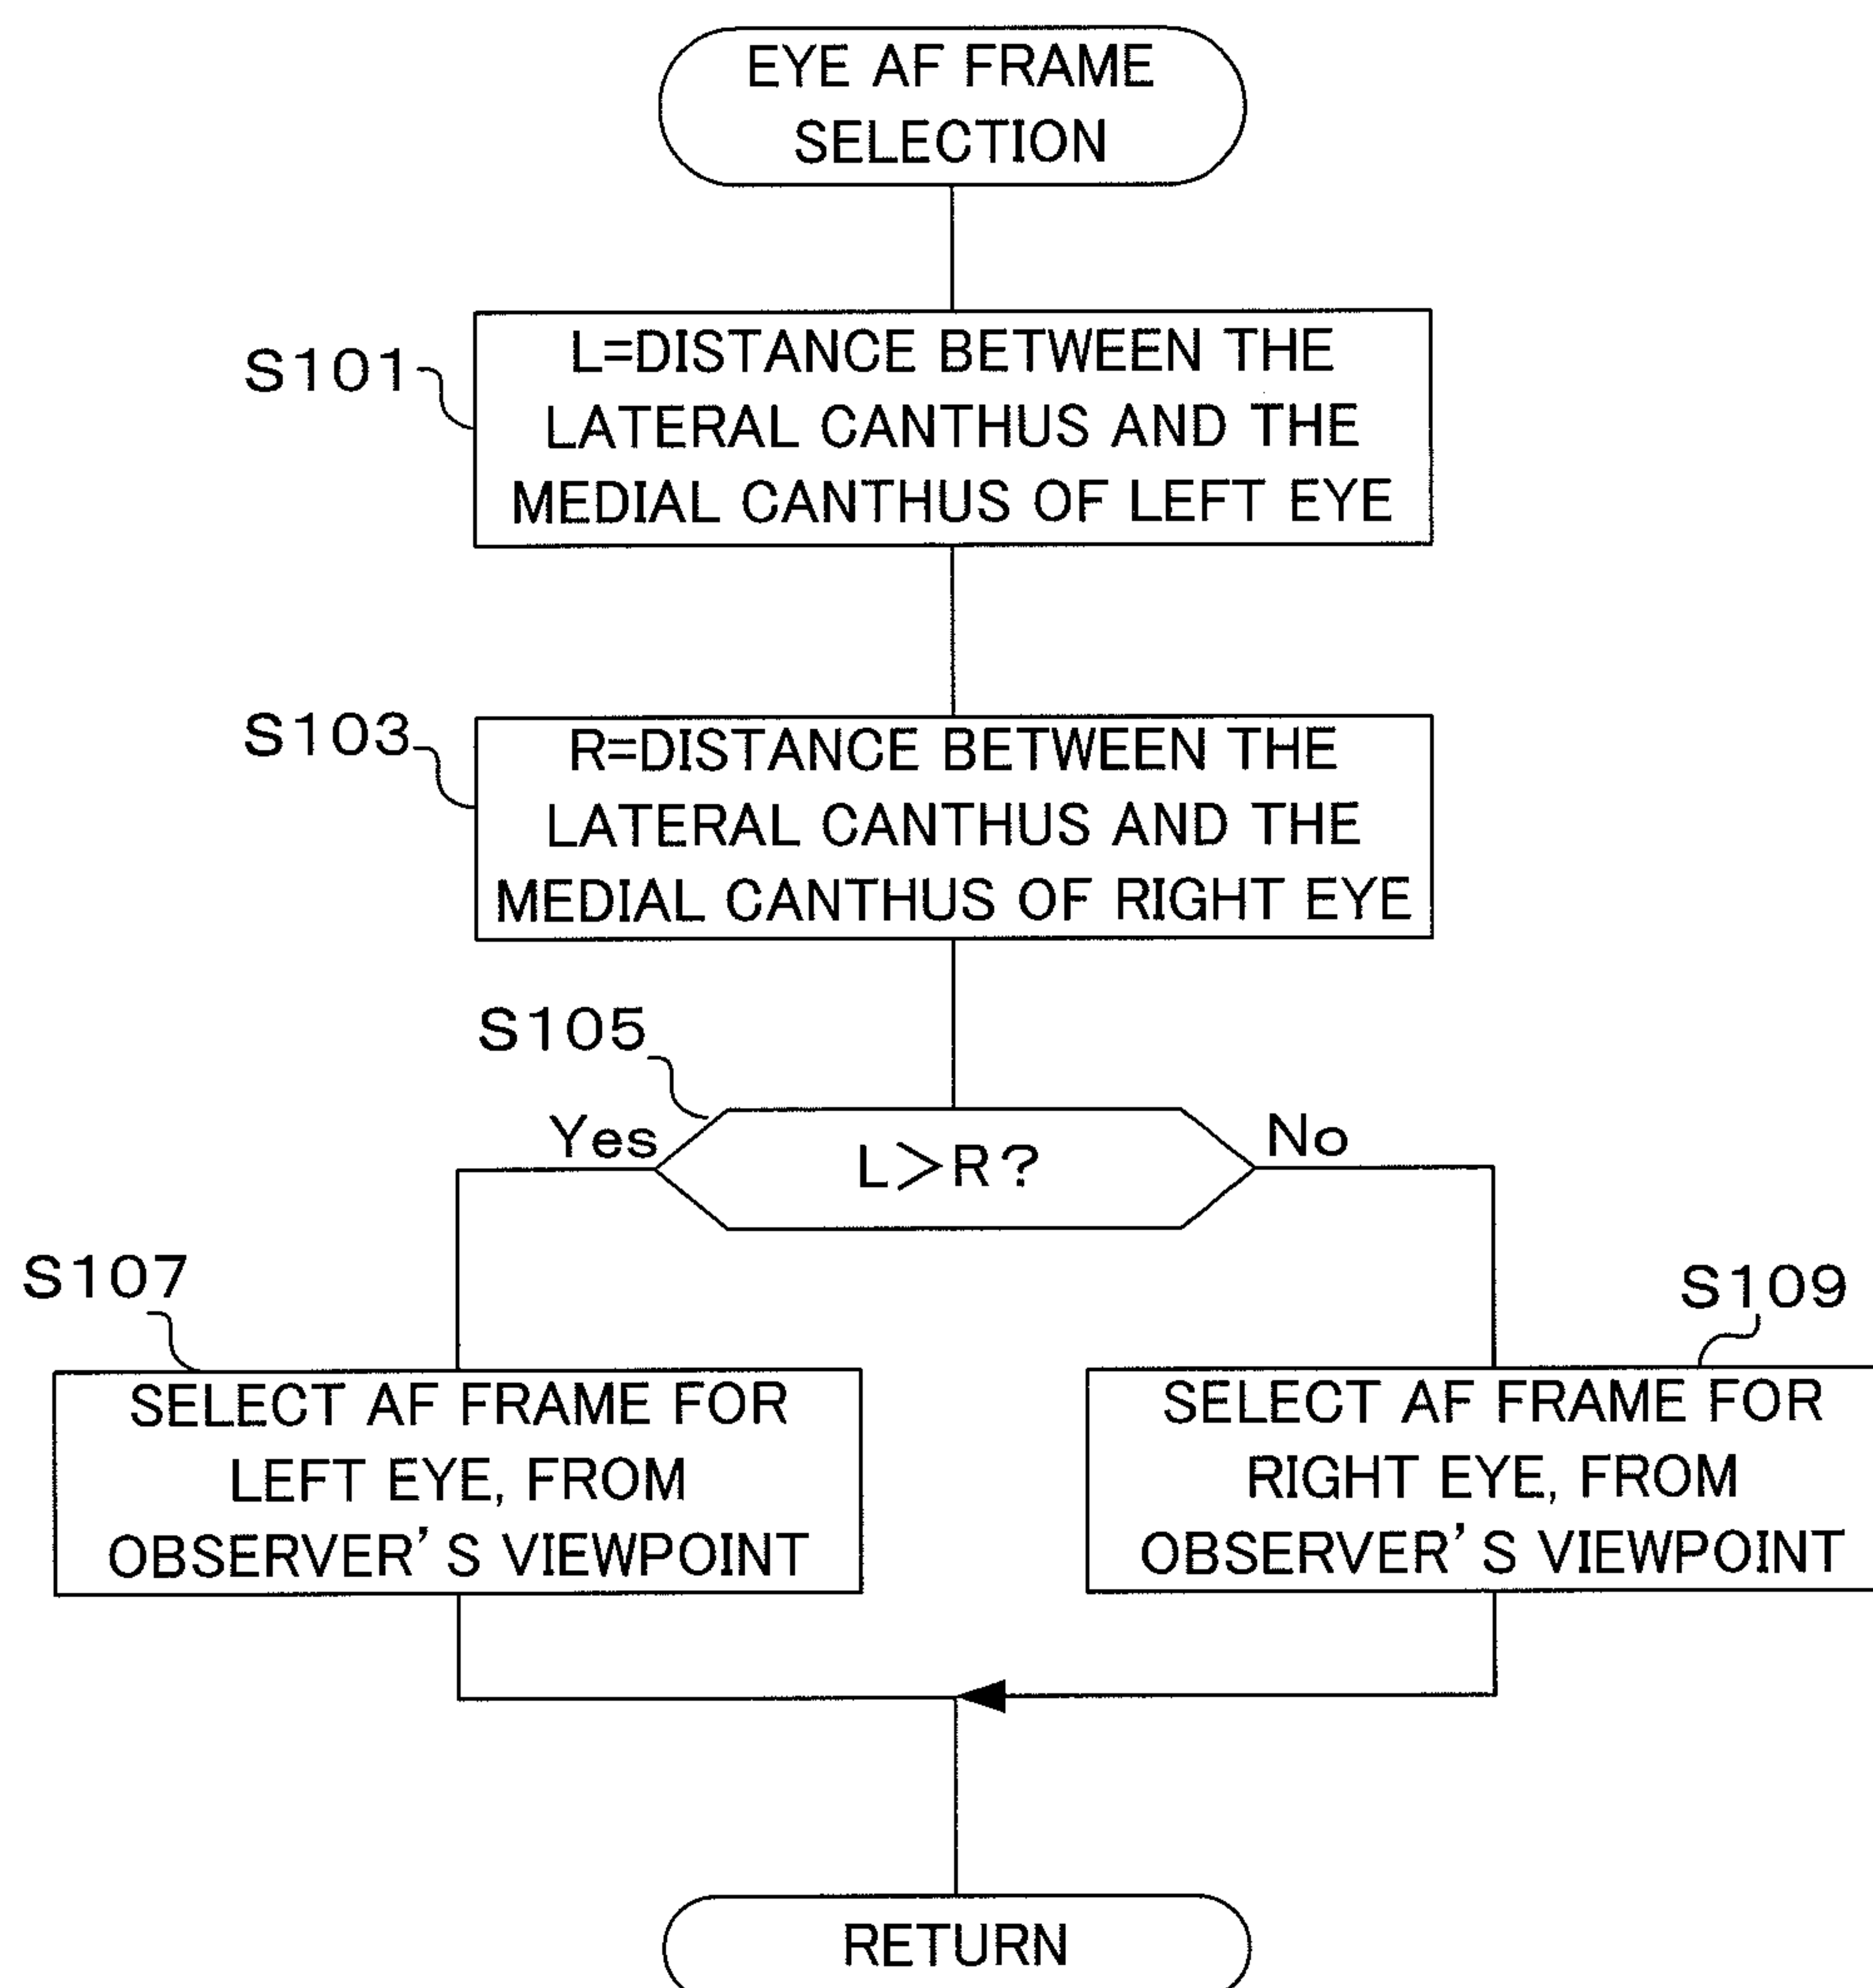 EYE AF FRAME
SELECTION
S101
L=DISTANCE BETWEEN THE
LATERAL CANTHUS AND THE
MEDIAL CANTHUS OF LEFT EYE
S103
R=DISTANCE BETWEEN THE
LATERAL CANTHUS AND THE
MEDIAL CANTHUS OF RIGHT EYE
S105
Yes
L>R?
No
S107
SELECT AF FRAME FOR
LEFT EYE, FROM
OBSERVER'S VIEWPOINT
S109
SELECT AF FRAME FOR
RIGHT EYE, FROM
OBSERVER'S VIEWPOINT
RETURN